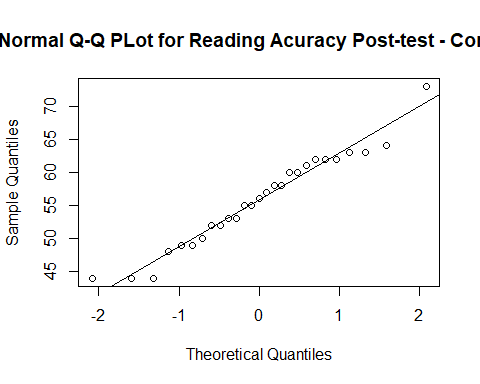 Normal Q-Q PLot for Reading Acuracy Post-test - Cor
Sample Quantiles
70
65
60
55
50
45
-2 -1 0 1 2
Theoretical Quantiles